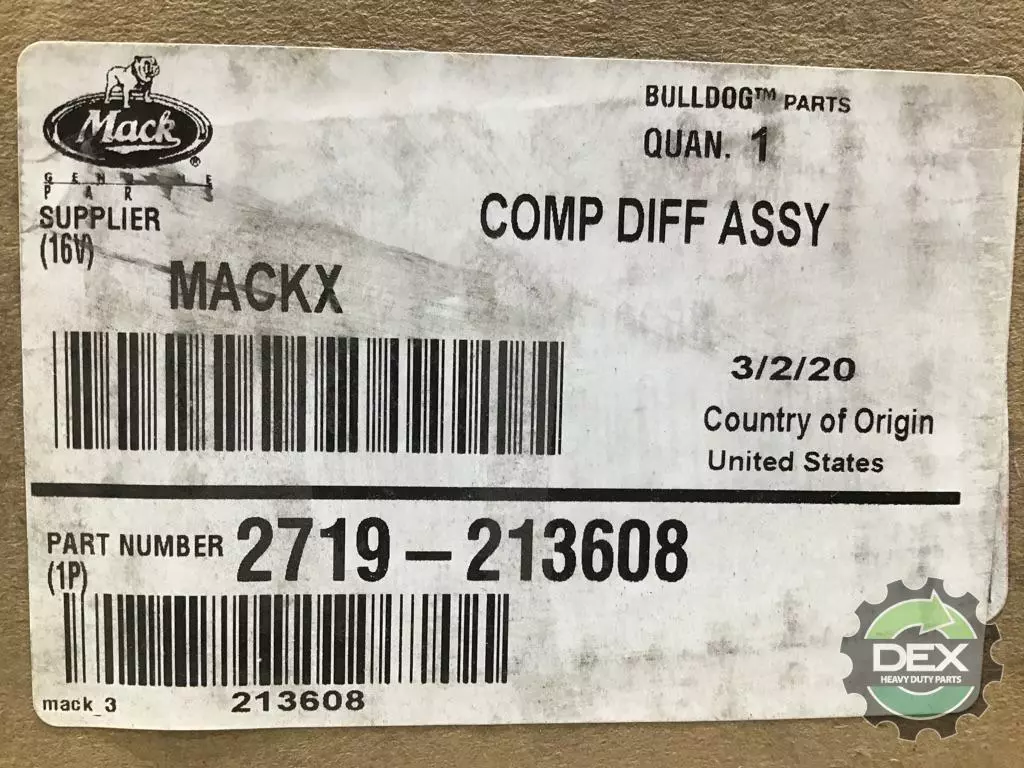 Mack
®
GENUINE
PARTS
BULLDOG™ PARTS
QUAN. 1
SUPPLIER
(16V)
COMP DIFF ASSY
MACKX
3/2/20
Country of Origin
United States
PART NUMBER 2719-213608
(1P)
mack_3
213608
DEX
HEAVY DUTY PARTS